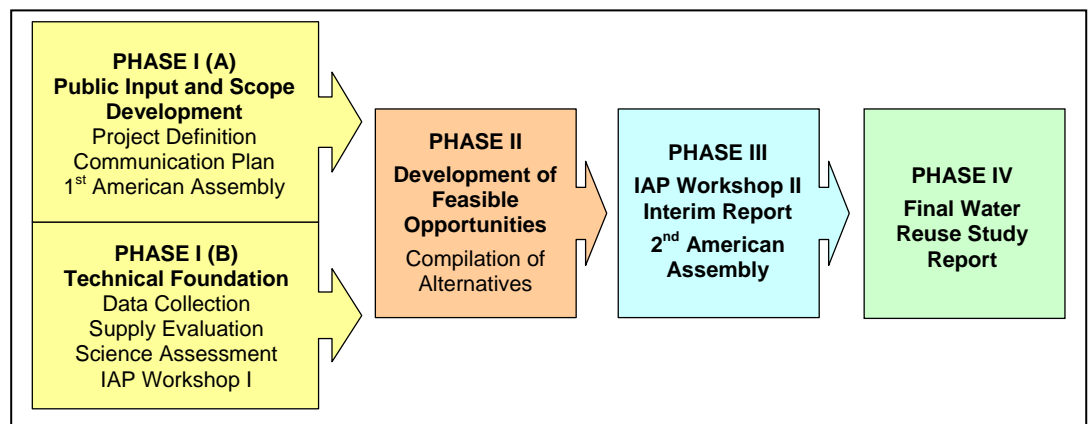 PHASE I (A)
Public Input and Scope
Development
Project Definition
Communication Plan
1st American Assembly
PHASE I (B)
Technical Foundation
Data Collection
Supply Evaluation
Science Assessment
IAP Workshop I
PHASE II
Development of
Feasible
Opportunities
Compilation of
Alternatives
PHASE III
IAP Workshop II
Interim Report
2nd American
Assembly
PHASE IV
Final Water
Reuse Study
Report